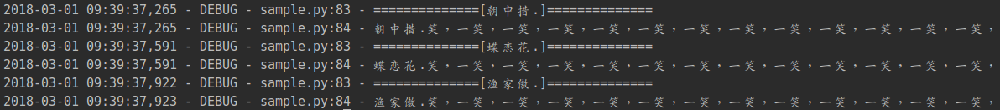 2018-03-01 09:39:37,265 - DEBUG - sample.py:83 - ==============[朝中措.]==============
2018-03-01 09:39:37,265 - DEBUG - sample.py:84 - 朝中措.笑，一笑，一笑，一笑，一笑，一笑，一笑，一笑，一笑，一笑，一笑，
2018-03-01 09:39:37,591 - DEBUG - sample.py:83 - ==============[蝶恋花.]==============
2018-03-01 09:39:37,591 - DEBUG - sample.py:84 - 蝶恋花.笑，一笑，一笑，一笑，一笑，一笑，一笑，一笑，一笑，一笑，一笑，
2018-03-01 09:39:37,922 - DEBUG - sample.py:83 - ==============[渔家傲.]==============
2018-03-01 09:39:37,923 - DEBUG - sample.py:84 - 渔家傲.笑，一笑，一笑，一笑，一笑，一笑，一笑，一笑，一笑，一笑，一笑，